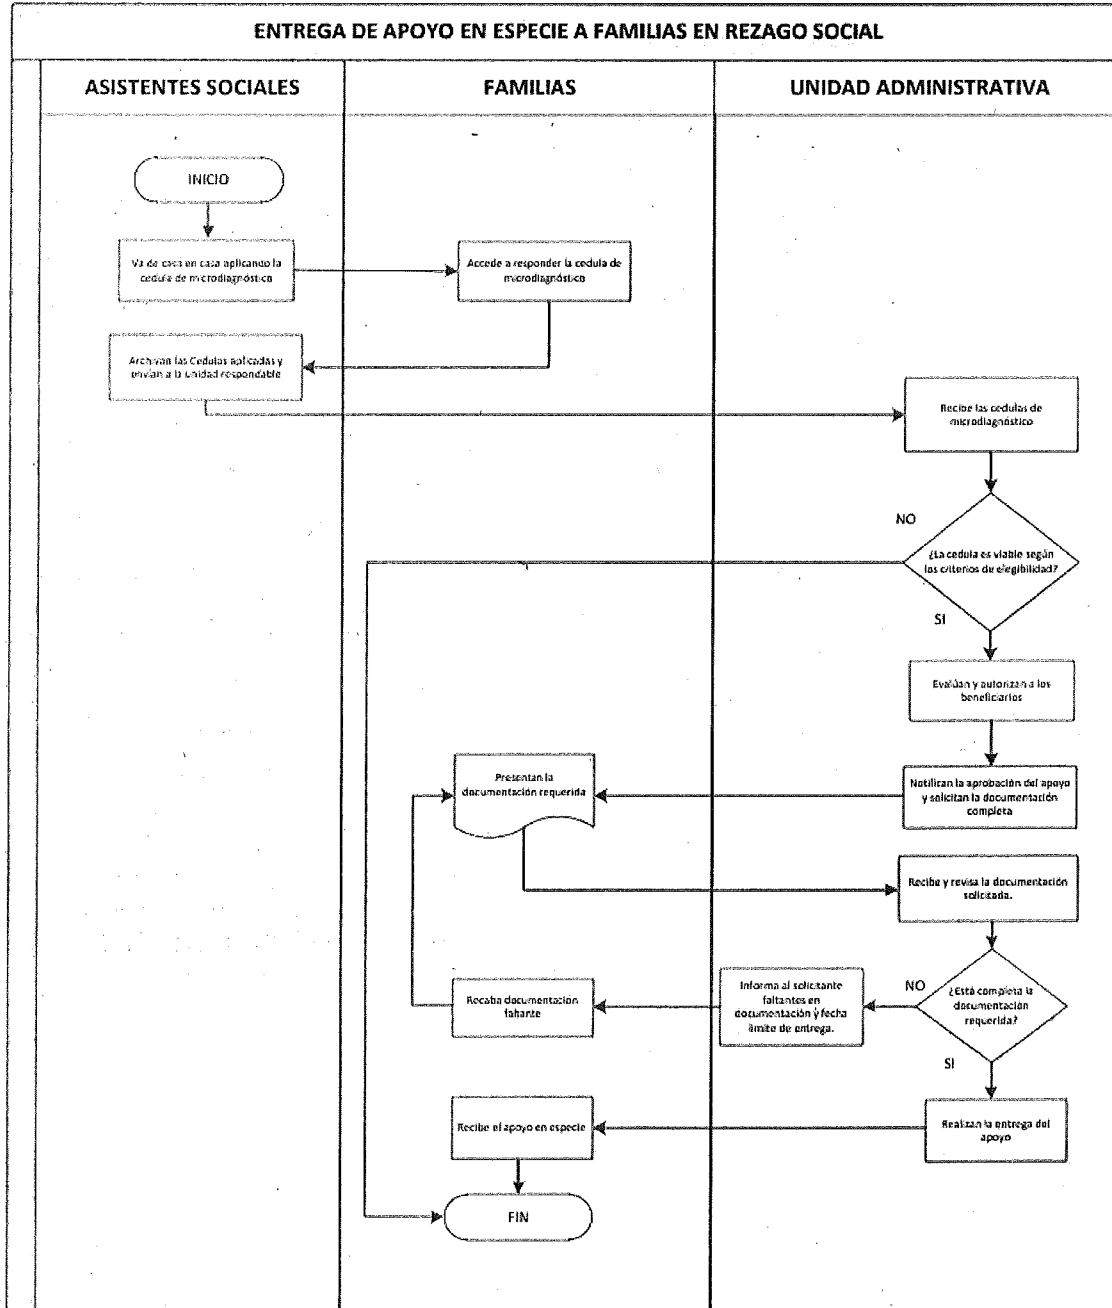 ENTREGA DE APOYO EN ESPECIE A FAMILIAS EN REZAGO SOCIAL
ASISTENTES SOCIALES
FAMILIAS
UNIDAD ADMINISTRATIVA
INICIO
Va de casa en casa aplicando la
cedula de microdiagnóstico
Accede a responder la cedula de
microdiagnóstico
Archivan las Cedulas aplicadas y
envían a la unidad responsable
Recibe las cedulas de
microdiagnóstico
NO
¿La cedula es viable según
los criterios de elegibilidad?
SI
Evalúan y autorizan a los
beneficiarios
Presentan la
documentación requerida
Notifican la aprobación del apoyo
y solicitan la documentación
completa
Recibe y revisa la documentación
solicitada.
Recaba documentación
faltante
Informa al solicitante
faltantes en
documentación y fecha
limite de entrega.
NO
¿Está completa la
documentación
requerida?
SI
Recibe el apoyo en especie
Realizan la entrega del
apoyo
FIN